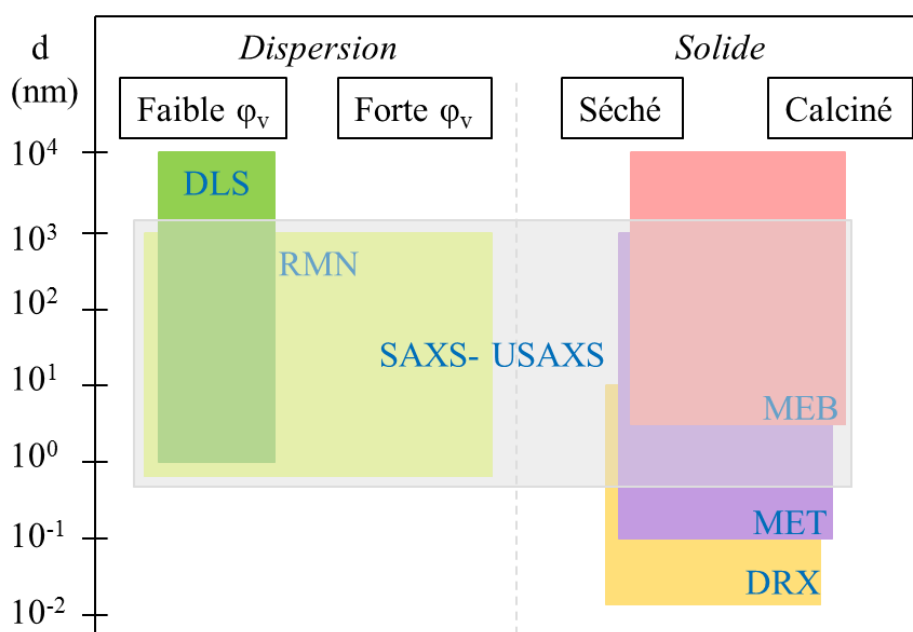 d
(nm)
Dispersion
Solide
Faible φv
Forte φv
Séché
Calciné
10^4
10^3
10^2
10^1
10^0
10^-1
10^-2
DLS
RMN
SAXS- USAXS
MEB
MET
DRX